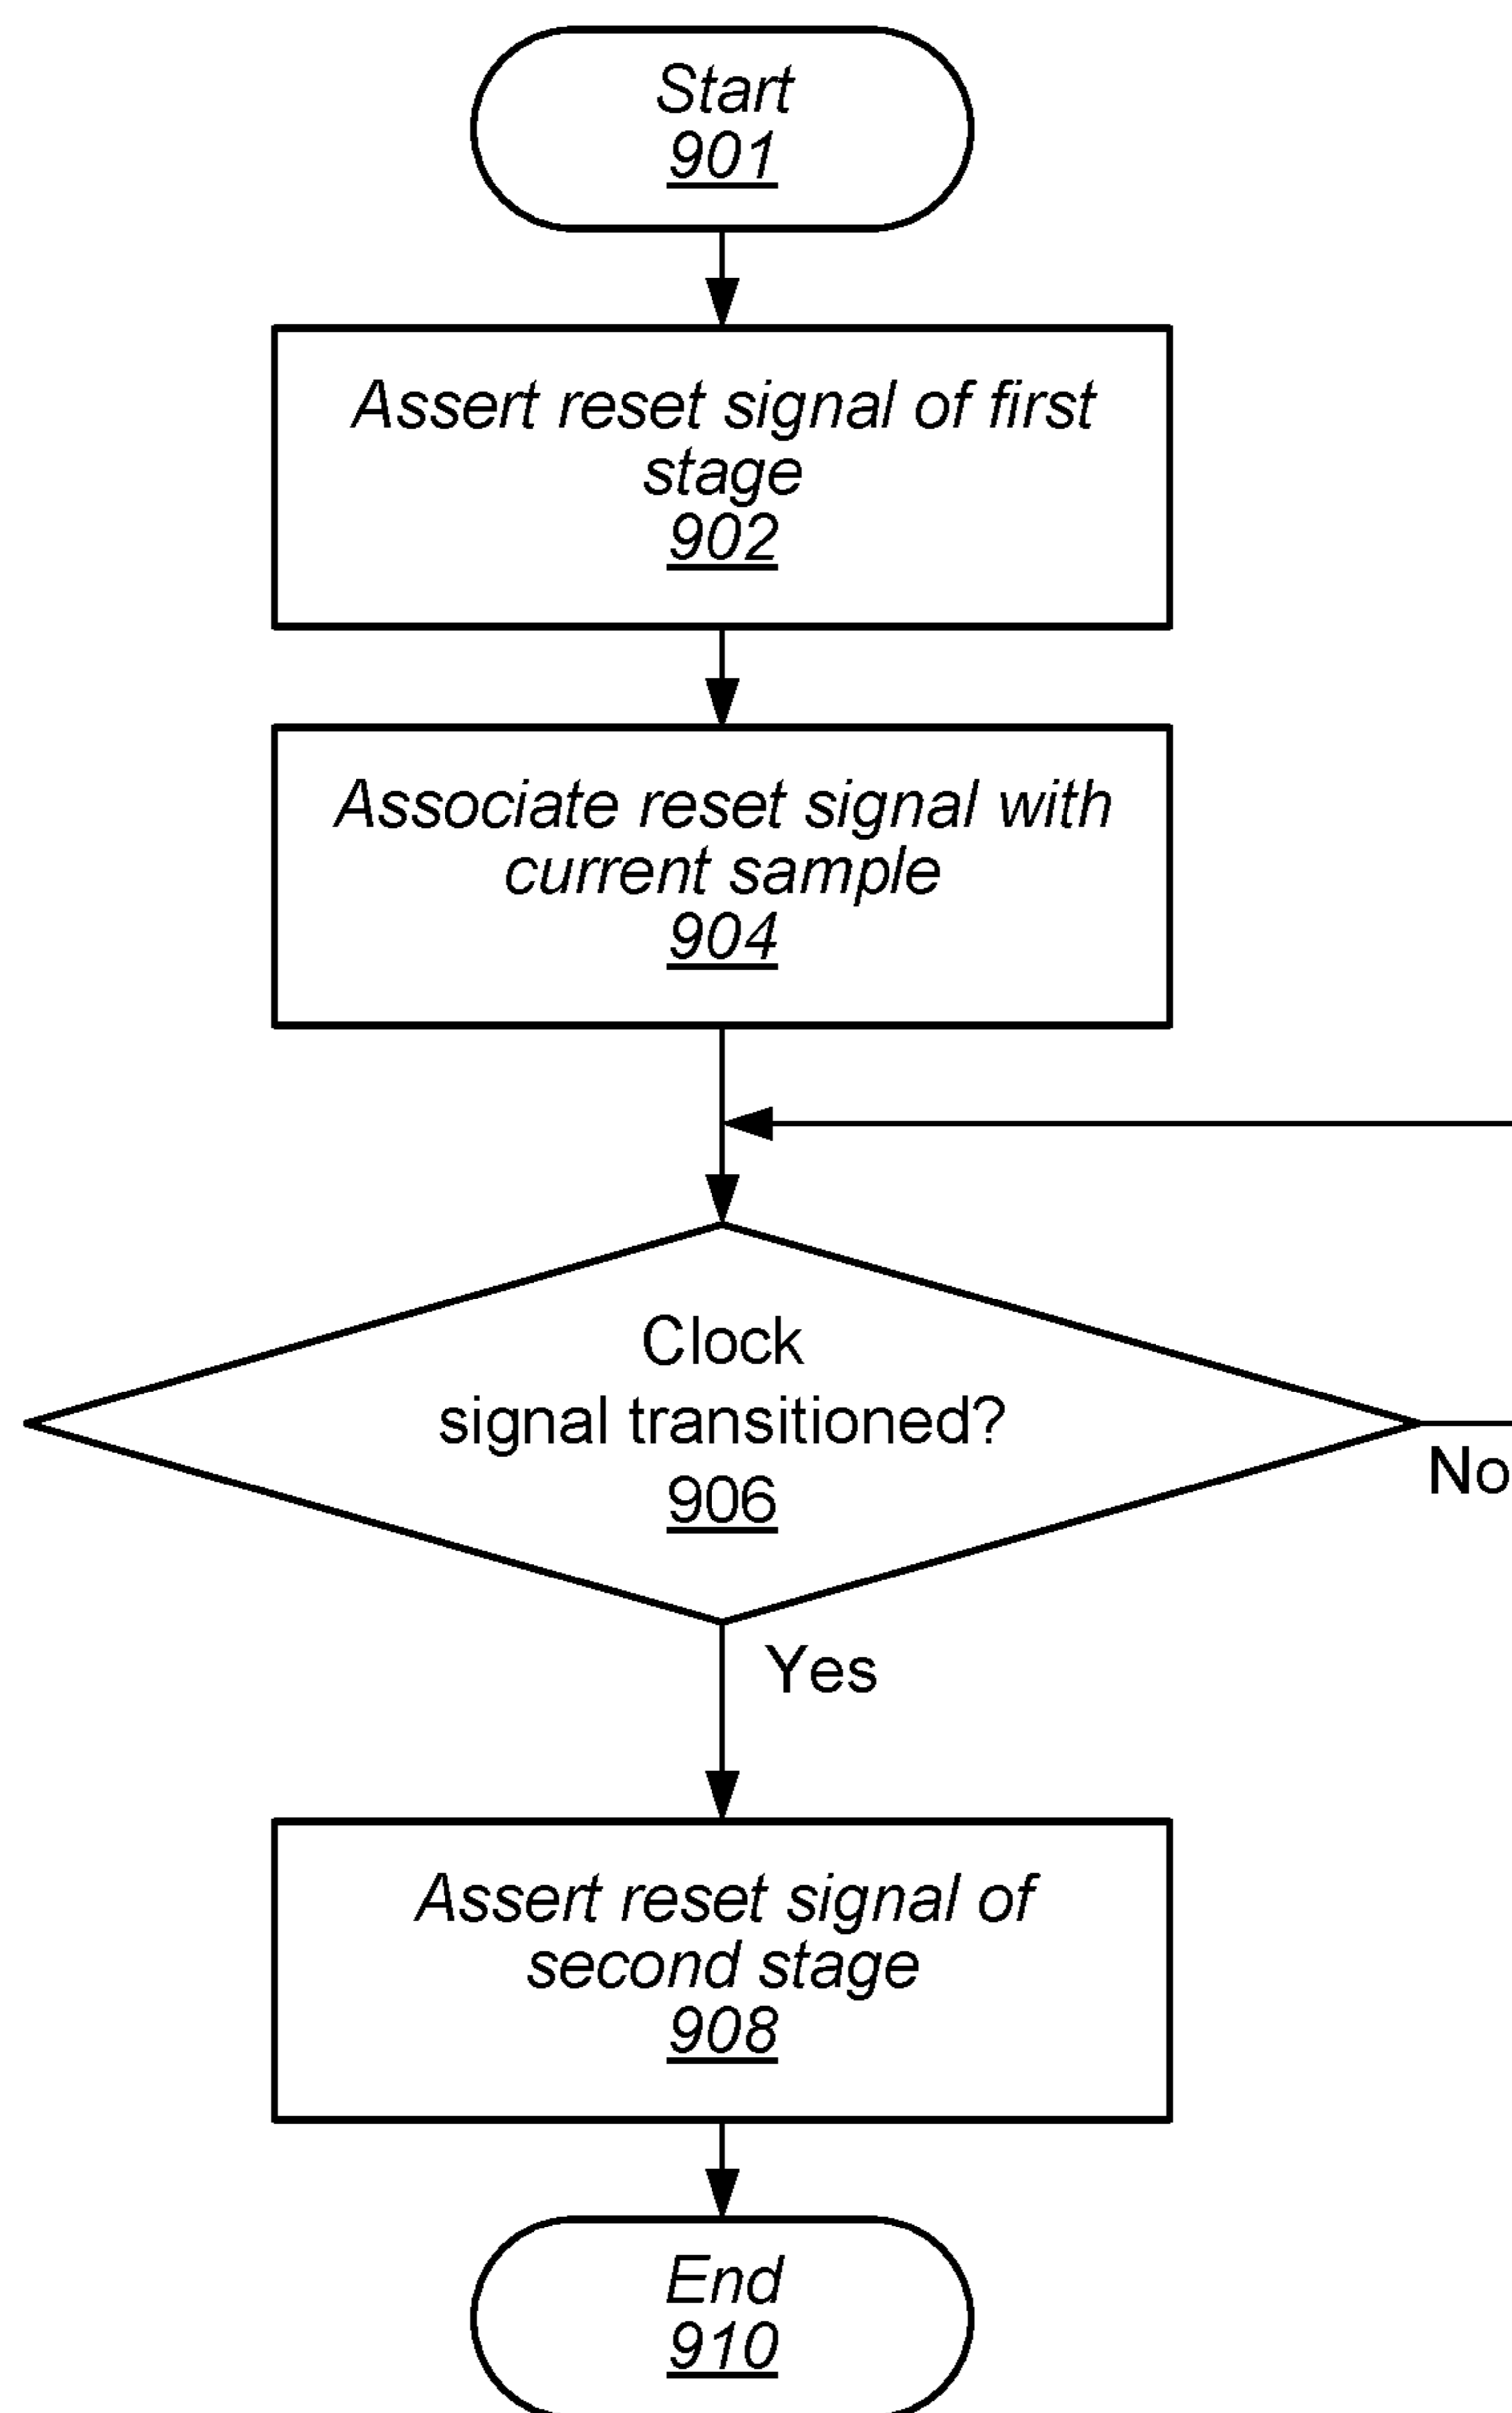 Start
901
Assert reset signal of first
stage
902
Associate reset signal with
current sample
904
Clock
signal transitioned?
906
No
Yes
Assert reset signal of
second stage
908
End
910